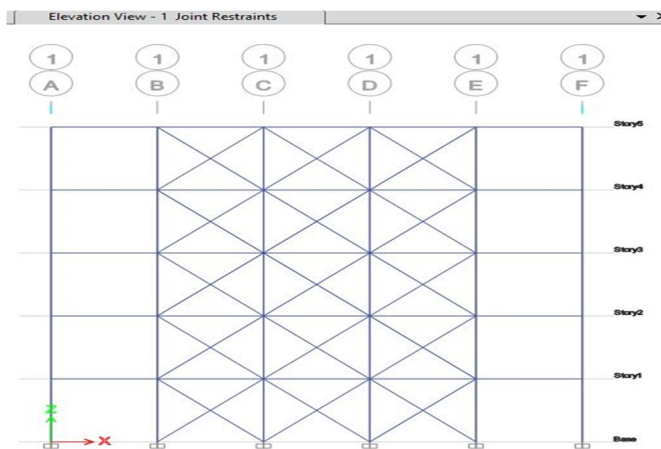 Elevation View - 1 Joint Restraints
1 1 1 1 1 1
A B C D E F
Story5
Story4
Story3
Story2
Story1
Z
X
Base